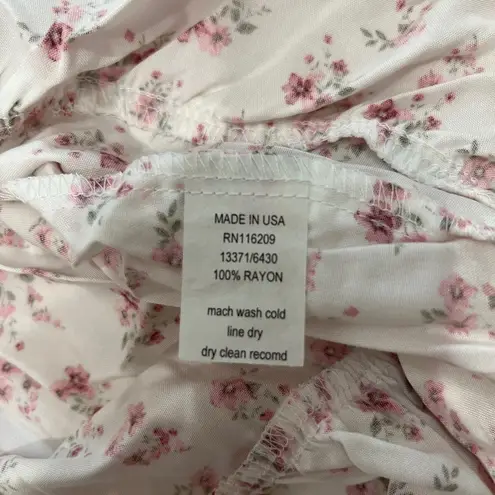 MADE IN USA
RN116209
13371/6430
100% RAYON
mach wash cold
line dry
dry clean recomd